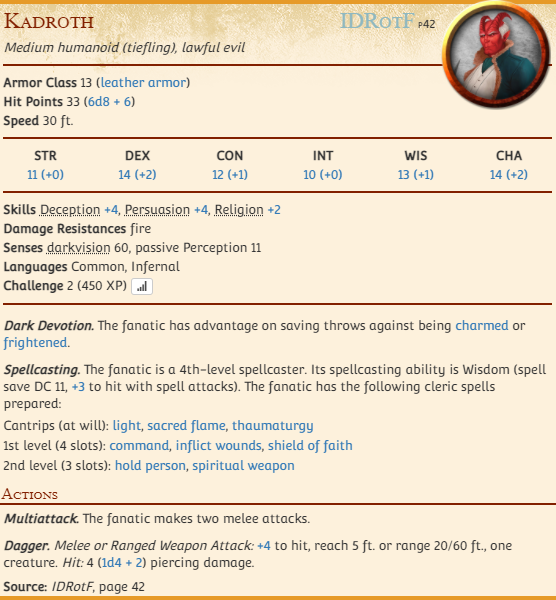 Kadroth IDRotF p42
Medium humanoid (tiefling), lawful evil
Armor Class 13 (leather armor)
Hit Points 33 (6d8 + 6)
Speed 30 ft.
STR DEX CON INT WIS CHA
11 (+0) 14 (+2) 12 (+1) 10 (+0) 13 (+1) 14 (+2)
Skills Deception +4, Persuasion +4, Religion +2
Damage Resistances fire
Senses darkvision 60, passive Perception 11
Languages Common, Infernal
Challenge 2 (450 XP)
Dark Devotion. The fanatic has advantage on saving throws against being charmed or
frightened.
Spellcasting. The fanatic is a 4th-level spellcaster. Its spellcasting ability is Wisdom (spell
save DC 11, +3 to hit with spell attacks). The fanatic has the following cleric spells
prepared:
Cantrips (at will): light, sacred flame, thaumaturgy
1st level (4 slots): command, inflict wounds, shield of faith
2nd level (3 slots): hold person, spiritual weapon
Actions
Multiattack. The fanatic makes two melee attacks.
Dagger. Melee or Ranged Weapon Attack: +4 to hit, reach 5 ft. or range 20/60 ft., one
creature. Hit: 4 (1d4 + 2) piercing damage.
Source: IDRotF, page 42